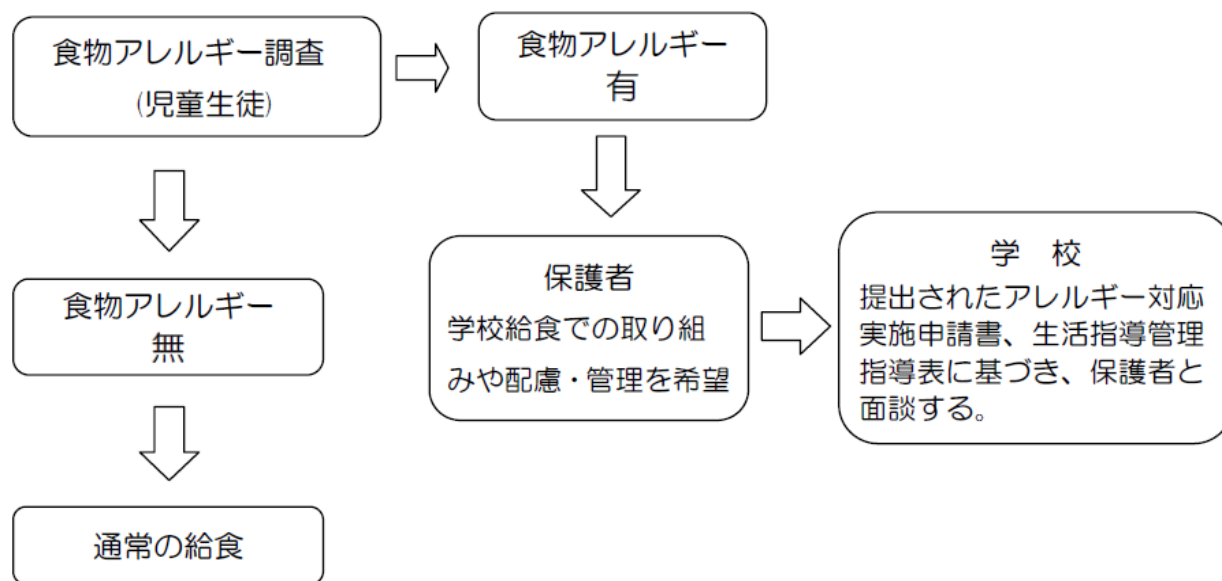 食物アレルギー調査
(児童生徒)
食物アレルギー
有
食物アレルギー
無
通常の給食
保護者
学校給食での取り組
みや配慮・管理を希望
学　校
提出されたアレルギー対応
実施申請書、生活指導管理
指導表に基づき、保護者と
面談する。